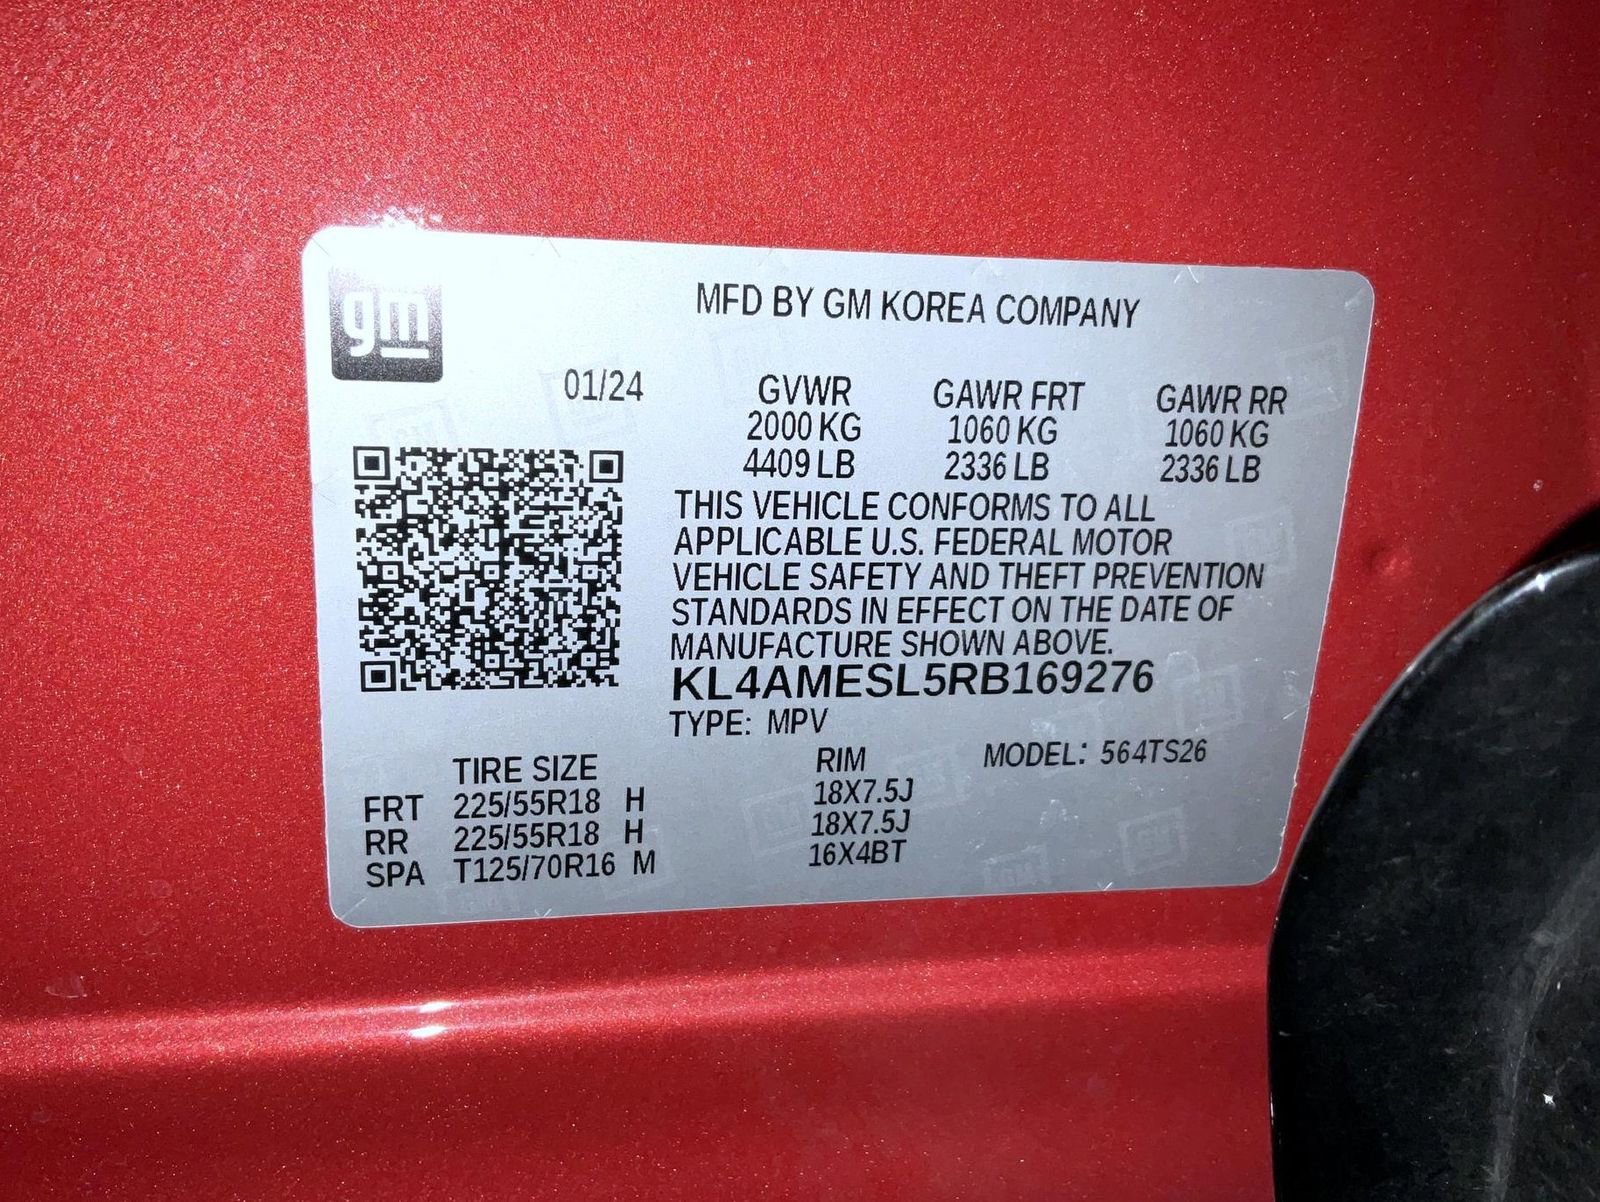 gm
MFD BY GM KOREA COMPANY
01/24 GVWR GAWR FRT GAWR RR
2000 KG 1060 KG 1060 KG
4409 LB 2336 LB 2336 LB
THIS VEHICLE CONFORMS TO ALL
APPLICABLE U.S. FEDERAL MOTOR
VEHICLE SAFETY AND THEFT PREVENTION
STANDARDS IN EFFECT ON THE DATE OF
MANUFACTURE SHOWN ABOVE.
KL4AMESL5RB169276
TYPE: MPV
TIRE SIZE RIM MODEL: 564TS26
FRT 225/55R18 H 18X7.5J
RR 225/55R18 H 18X7.5J
SPA T125/70R16 M 16X4BT